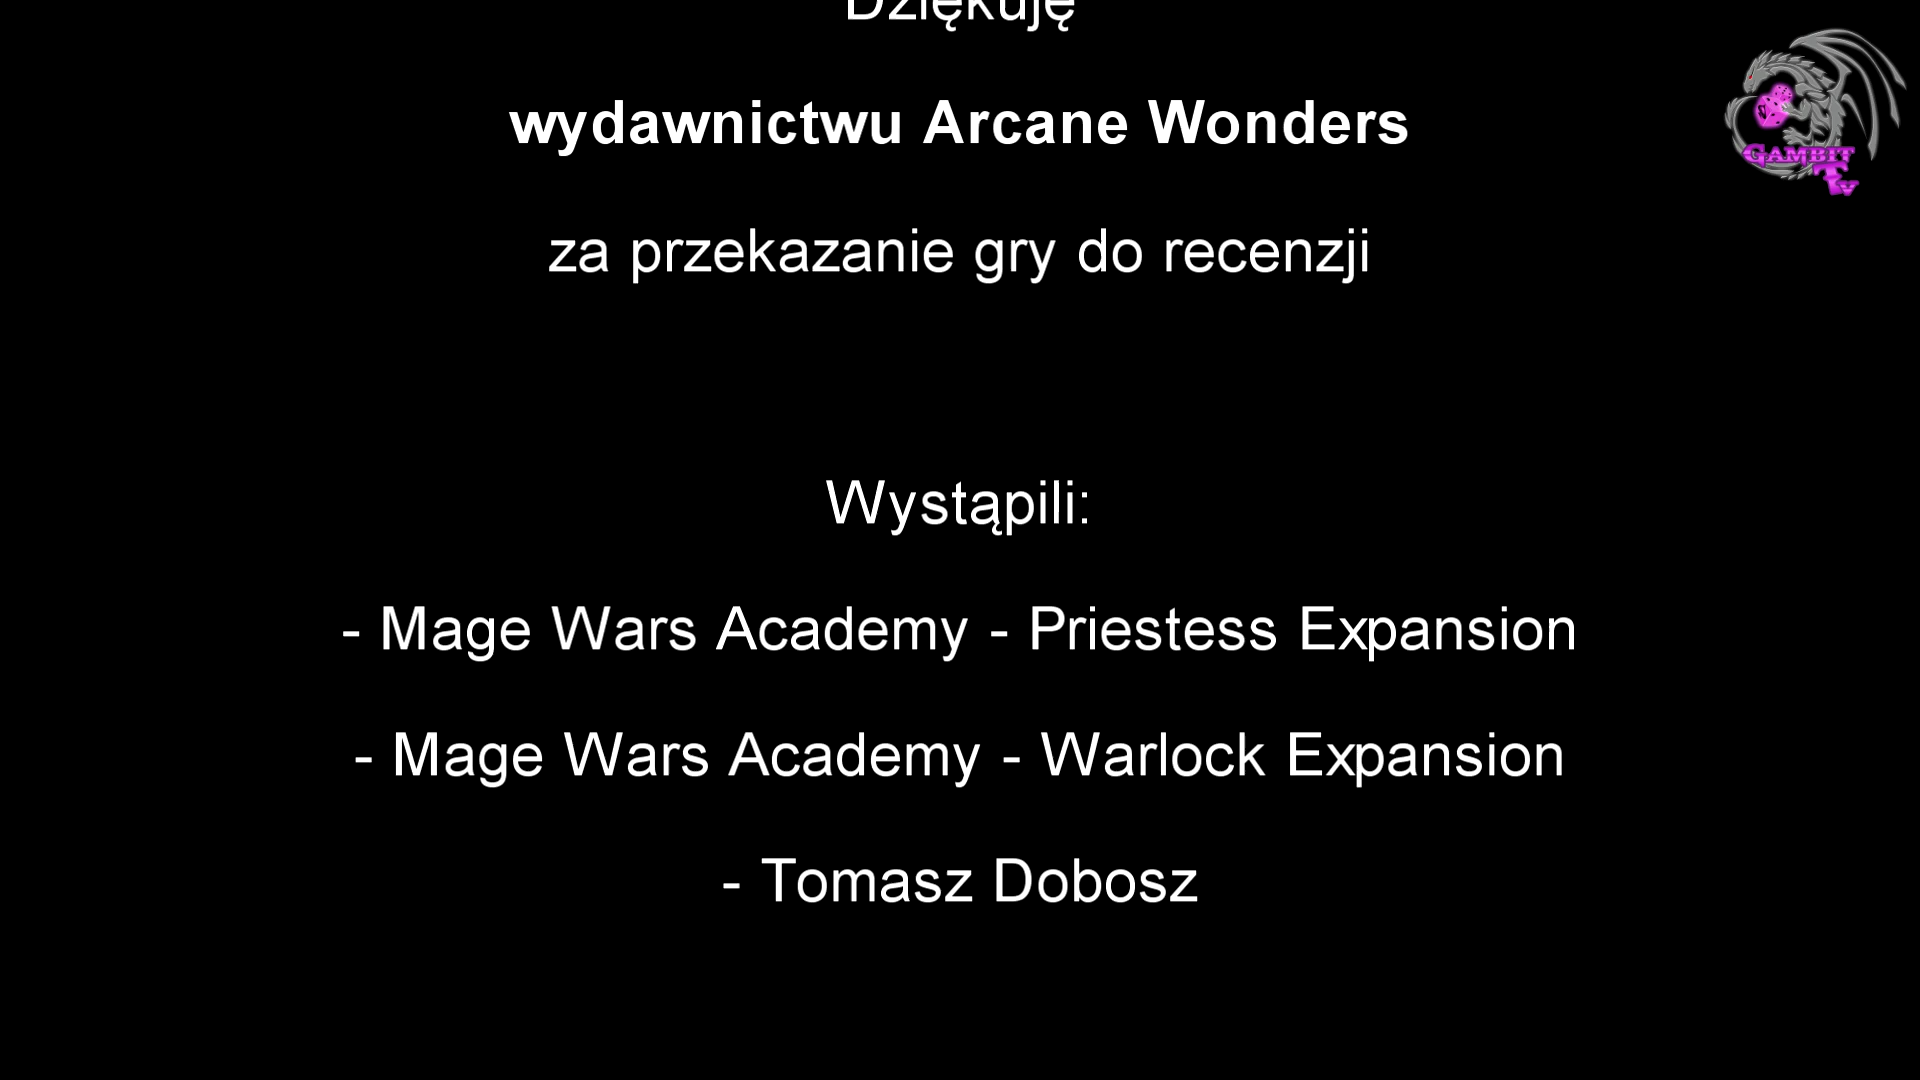 Dziękuję
wydawnictwu Arcane Wonders
za przekazanie gry do recenzji
Wystąpili:
- Mage Wars Academy - Priestess Expansion
- Mage Wars Academy - Warlock Expansion
- Tomasz Dobosz
GAMBIT
TV